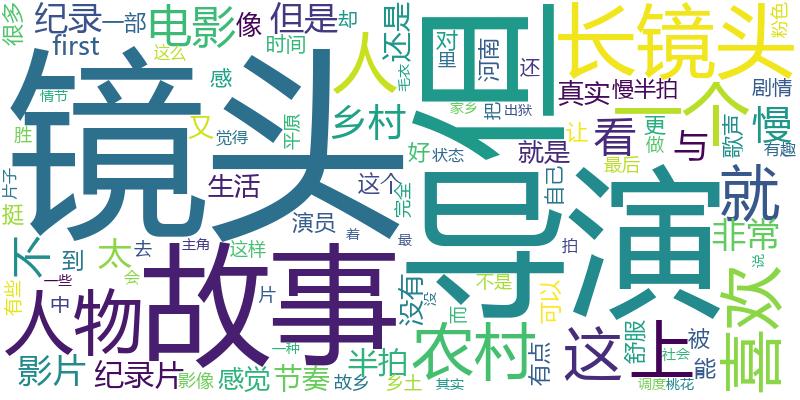 很多
纪录
一部
first
电影
像
但是
时间
却
还是
人
对
里
河南
还
但
长镜头
粉色
这么
感
情节
毛衣
家乡
把
出狱
真实
慢半拍
剧情
一个
镜头
胜
又
觉得
平原
乡村
好
状态
就是
看
让
更
做
与
歌声
慢
有趣
最后
片子
挺
生活
这个
完全
演员
导演
自己
就
不
到
太
去
主角
这样
着
最
拍
非常
说
有些
一些
中
会
故事
片
没有
没
不是
而
可以
喜欢
人物
影片
纪录片
影像
感觉
一种
节奏
半拍
故乡
乡土
农村
其实
有点
这
舒服
上
社会
被
能
调度
桃花